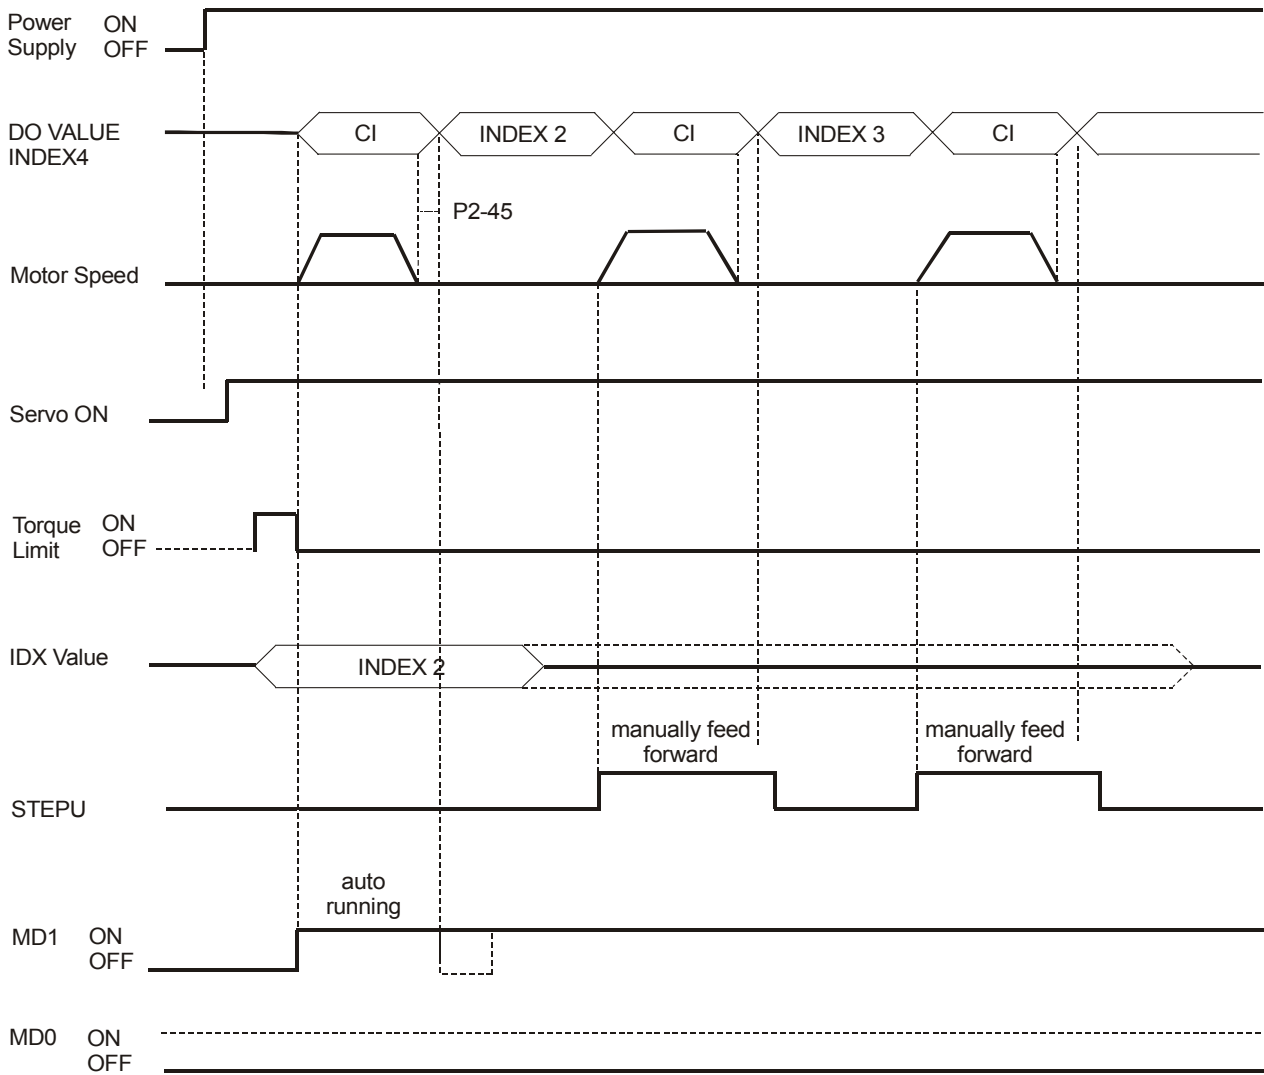 Power ON
Supply OFF
DO VALUE
INDEX4
CI
INDEX 2
CI
INDEX 3
CI
P2-45
Motor Speed
Servo ON
Torque ON
Limit OFF
IDX Value
INDEX 2
manually feed
forward
manually feed
forward
STEPU
auto
running
MD1 ON
OFF
MD0 ON
OFF